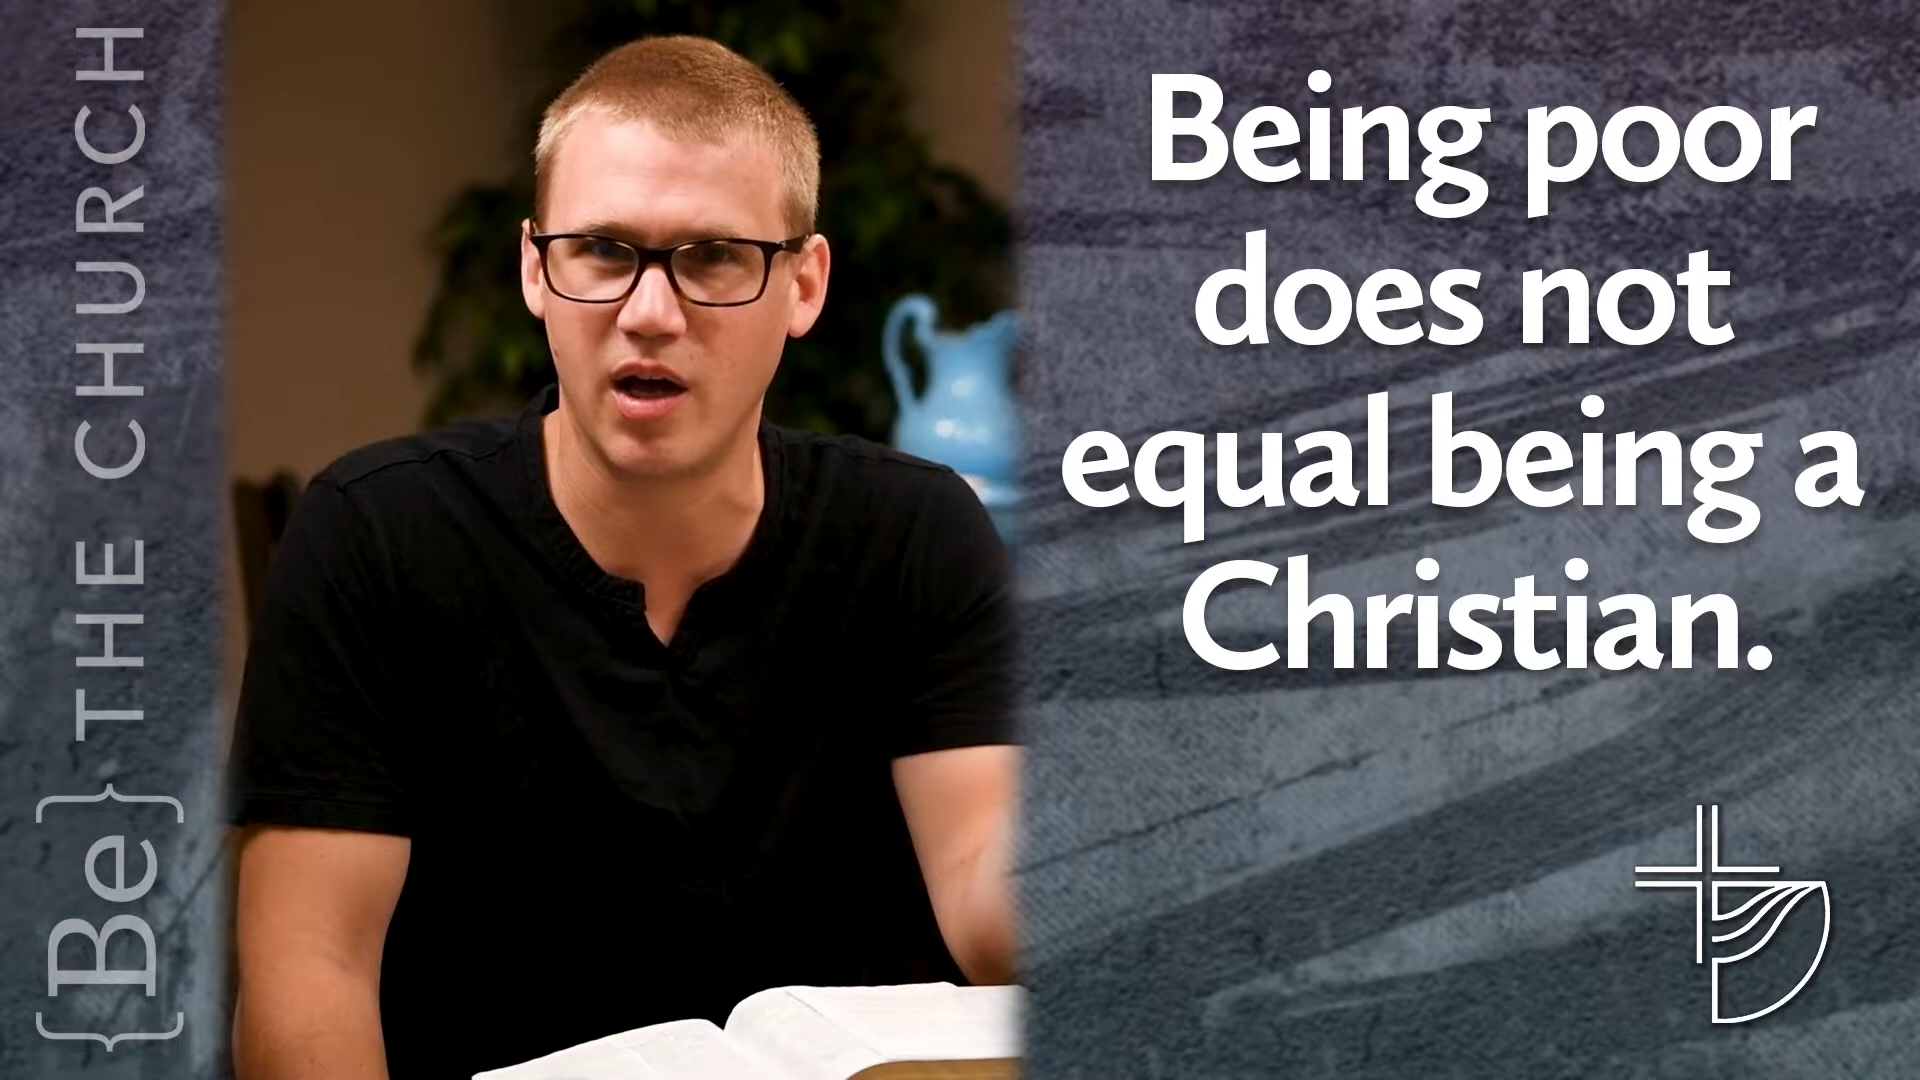 {Be} THE CHURCH
Being poor
does not
equal being a
Christian.